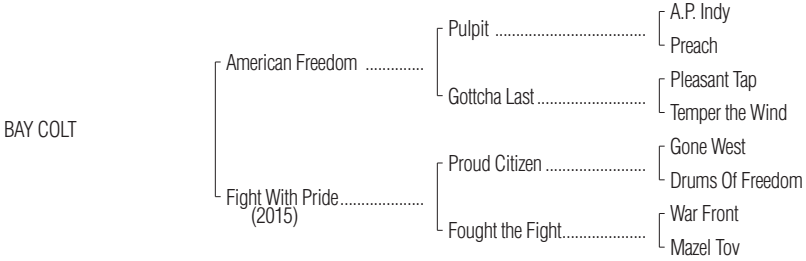 A.P. Indy
Pulpit ....................................
Preach
American Freedom ..............
Pleasant Tap
Gottcha Last ..........................
Temper the Wind
BAY COLT
Gone West
Proud Citizen ........................
Drums Of Freedom
Fight With Pride....................
(2015)
War Front
Fought the Fight....................
Mazel Tov